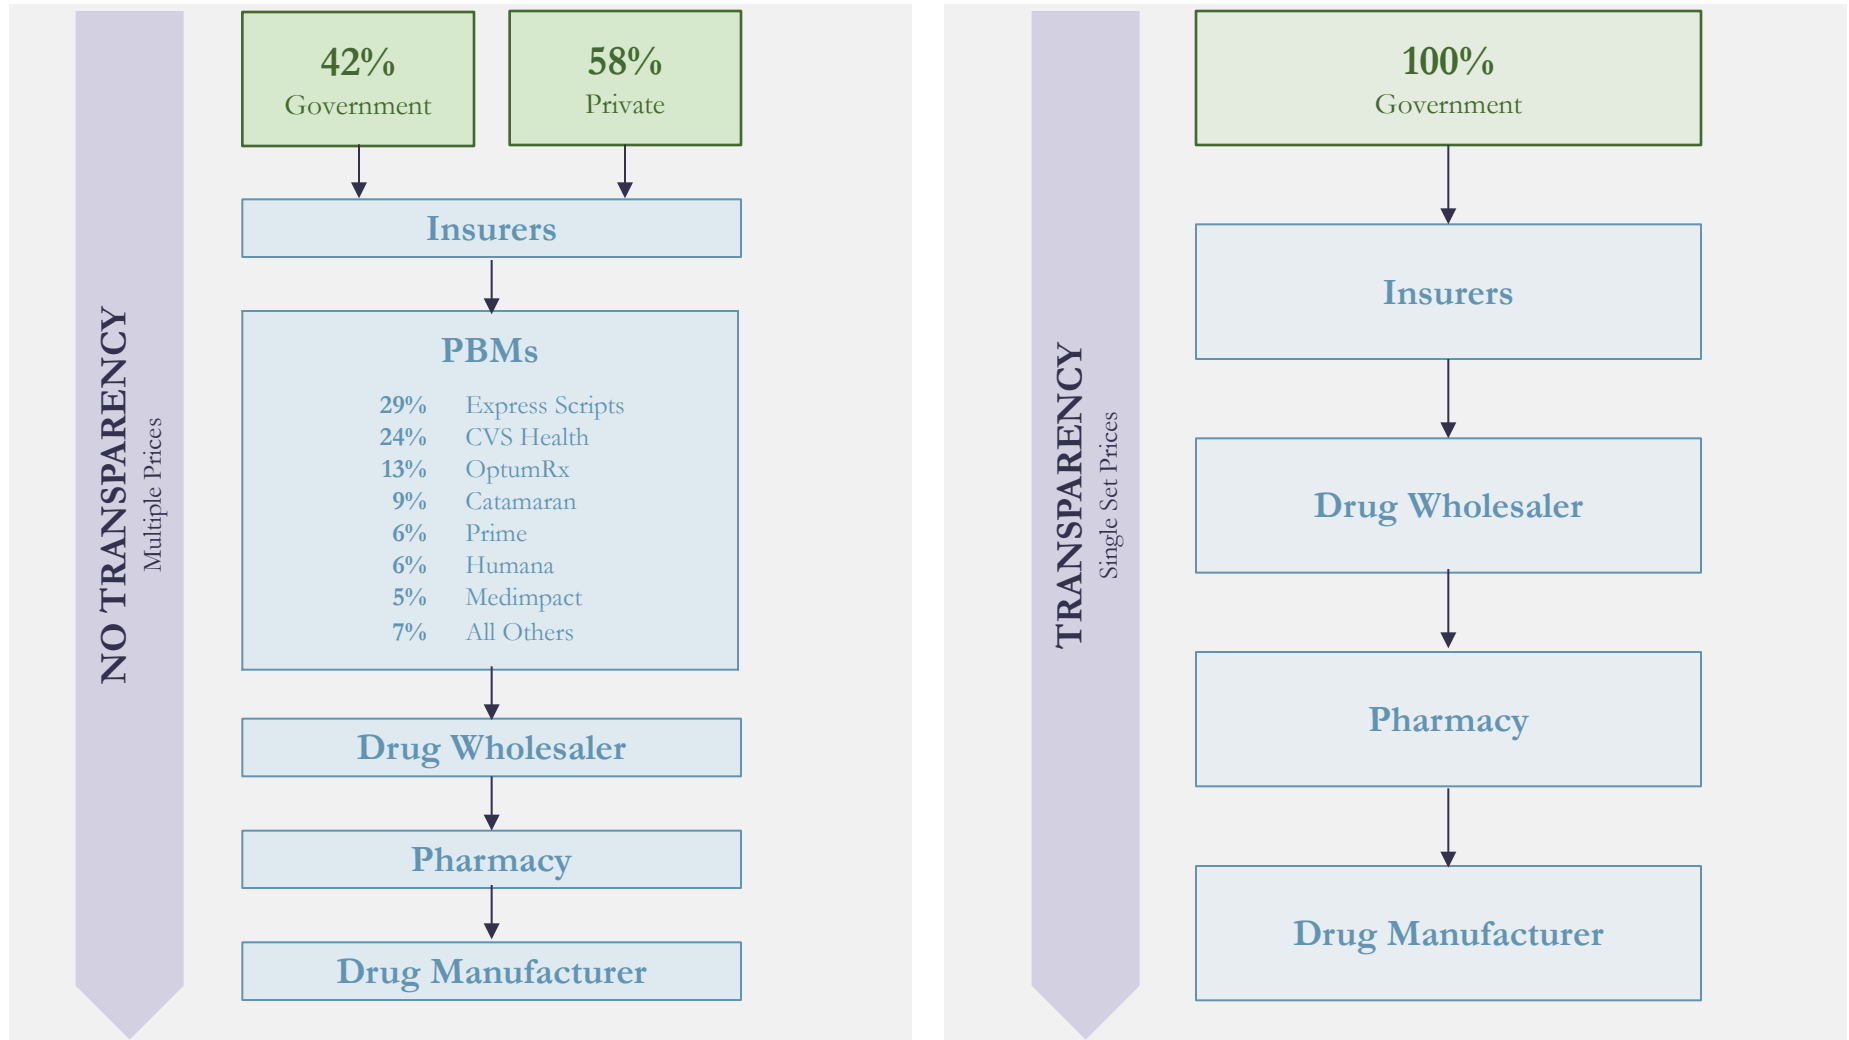 NO TRANSPARENCY
Multiple Prices
42%
Government
58%
Private
Insurers
PBMs
29% Express Scripts
24% CVS Health
13% OptumRx
9% Catamaran
6% Prime
6% Humana
5% Medimpact
7% All Others
Drug Wholesaler
Pharmacy
Drug Manufacturer
TRANSPARENCY
Single Set Prices
100%
Government
Insurers
Drug Wholesaler
Pharmacy
Drug Manufacturer